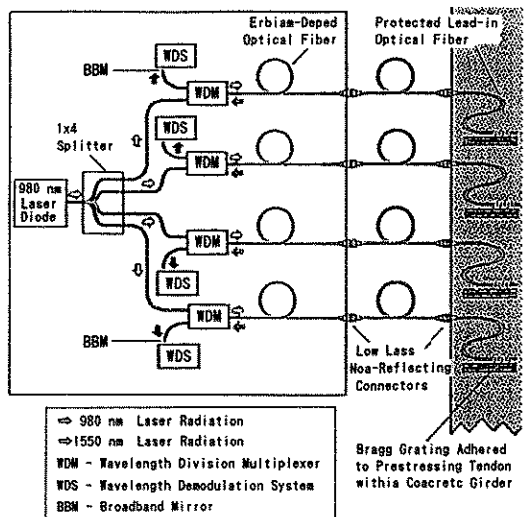 Erbiam-Deped
Optical Fiber
Protected Lead-in
Optical Fiber
WDS
BBM
WDM
1x4
Splitter
WDS
WDM
980 nm
Laser
Diode
WDM
WDS
WDM
BBM
WDS
Low Lass
Noa-Reflecting
Connectors
⇨ 980 nm Laser Radiation
⇨1550 nm Laser Radiation
WDM - Wavelength Division Multiplexer
WDS - Wavelength Demodulation System
BBM - Broadband Mirror
Bragg Grating Adhered
to Prestressing Tendon
withia Coacretc Girder